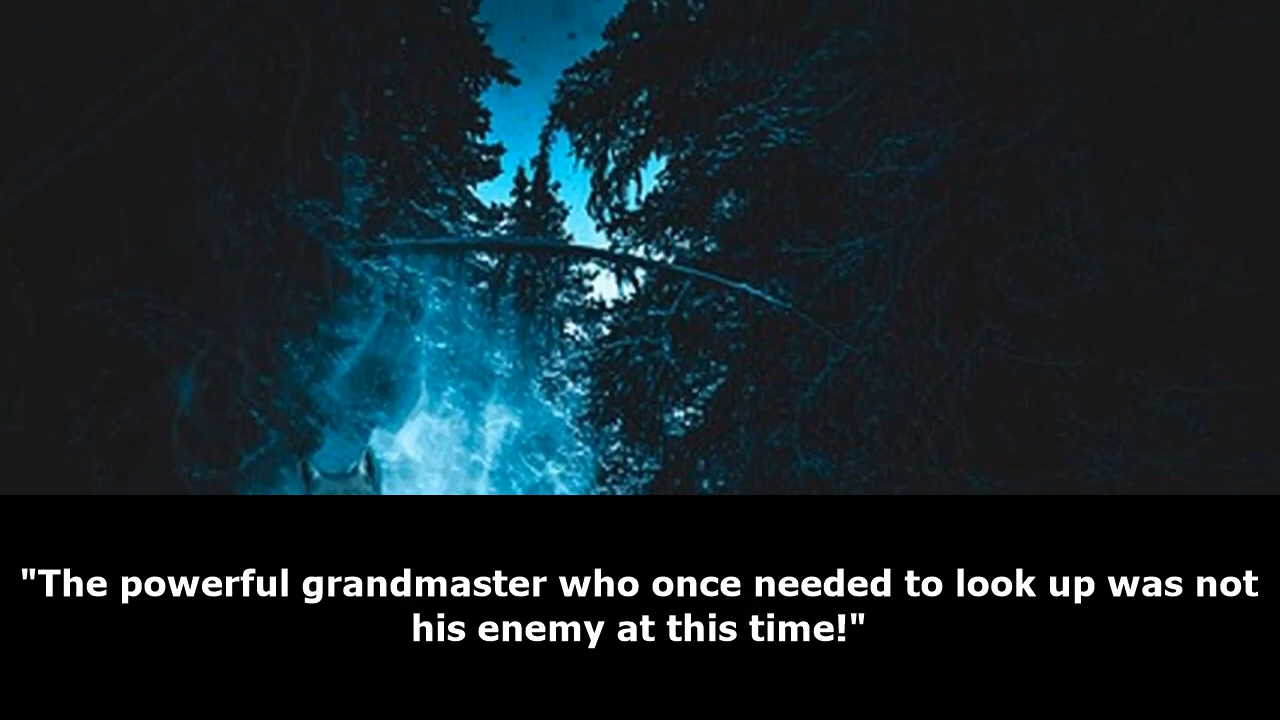 "The powerful grandmaster who once needed to look up was not
his enemy at this time!"